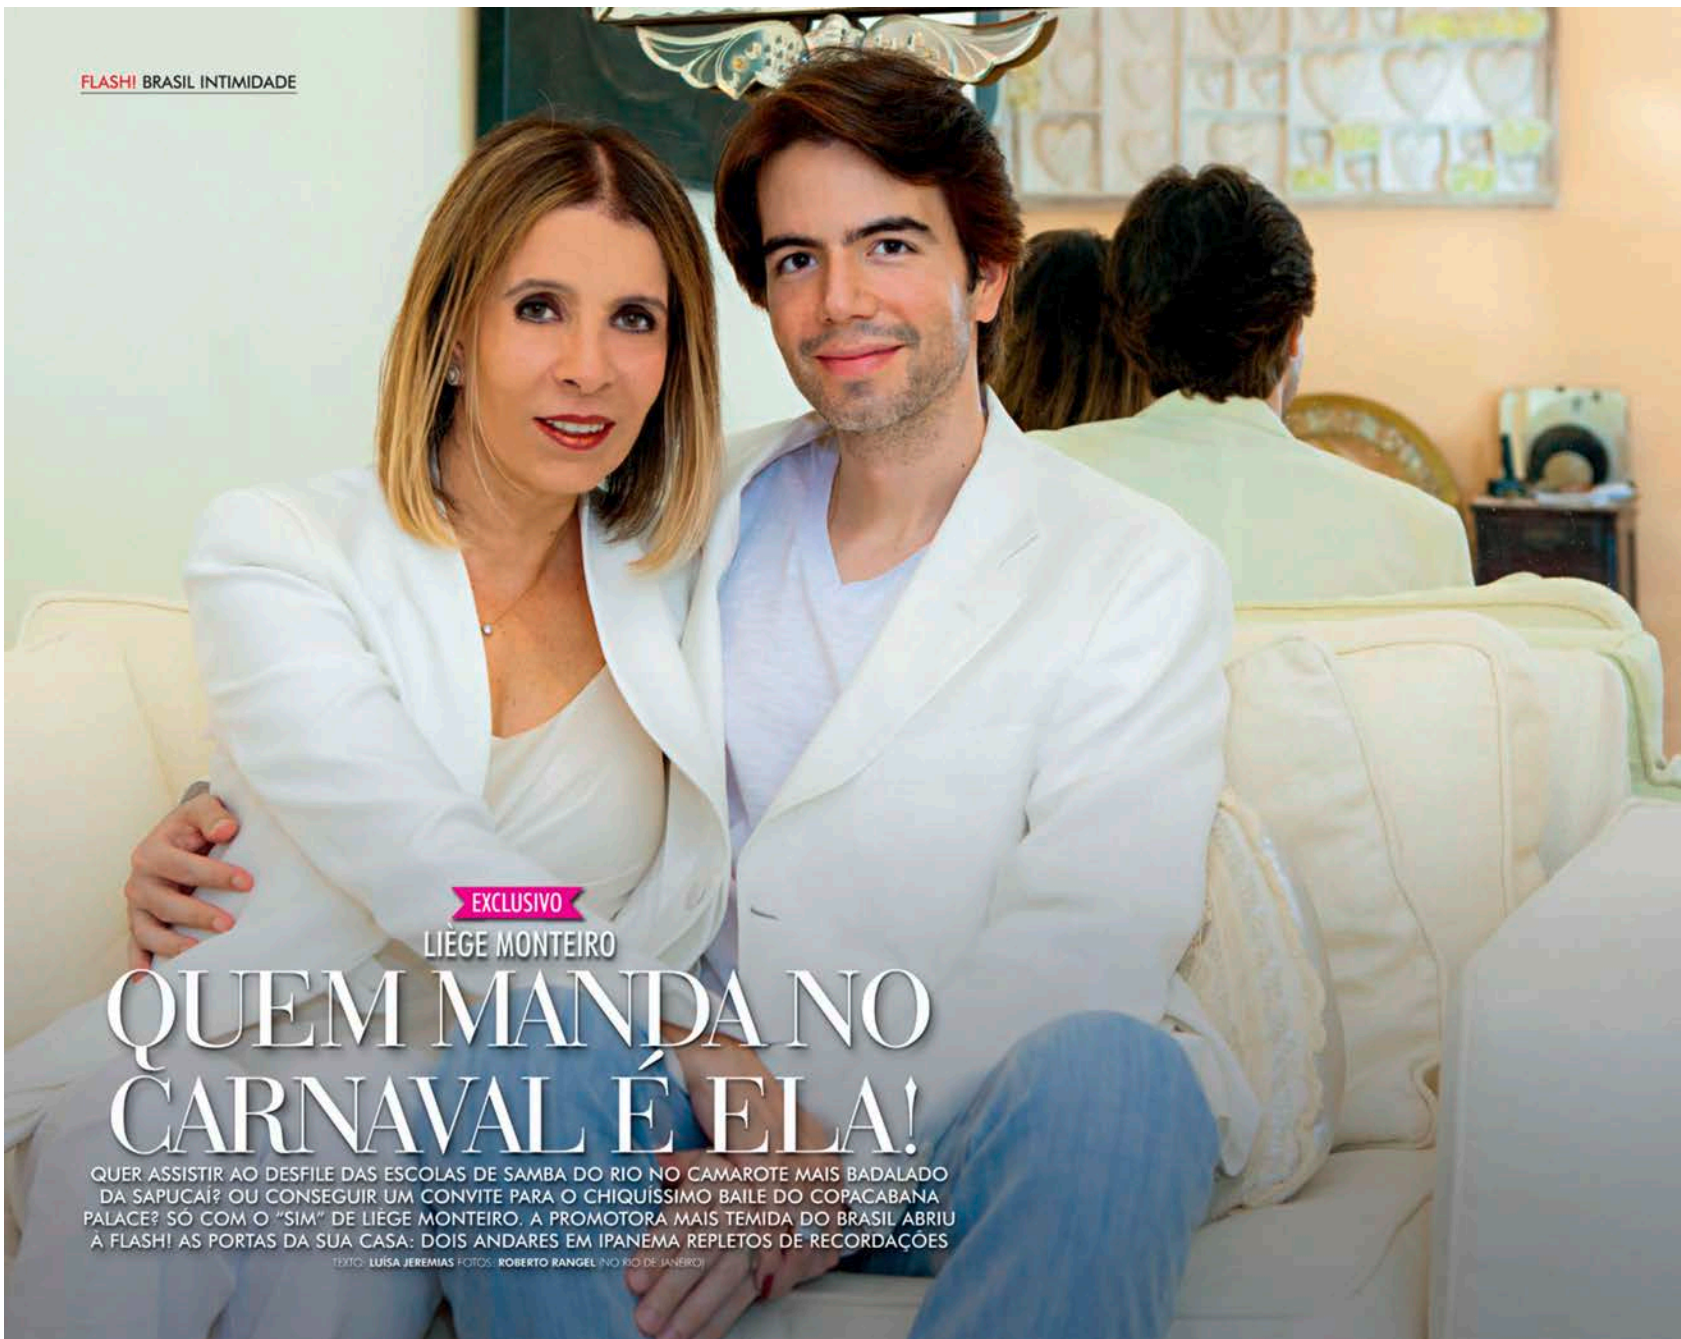 FLASH! BRASIL INTIMIDADE
EXCLUSIVO
LIÈGE MONTEIRO
QUEM MANDA NO
CARNAVAL É ELA!
QUER ASSISTIR AO DESFILE DAS ESCOLAS DE SAMBA DO RIO NO CAMAROTE MAIS BADALADO
DA SAPUCAÍ? OU CONSEGUIR UM CONVITE PARA O CHIQUÍSSIMO BAILE DO COPACABANA
PALACE? SÓ COM O “SIM” DE LIÈGE MONTEIRO. A PROMOTORA MAIS TEMIDA DO BRASIL ABRIU
À FLASH! AS PORTAS DA SUA CASA: DOIS ANDARES EM IPANEMA REPLETOS DE RECORDAÇÕES
TEXTO: LUÍSA JEREMIAS FOTOS: ROBERTO RANGEL (NO RIO DE JANEIRO)